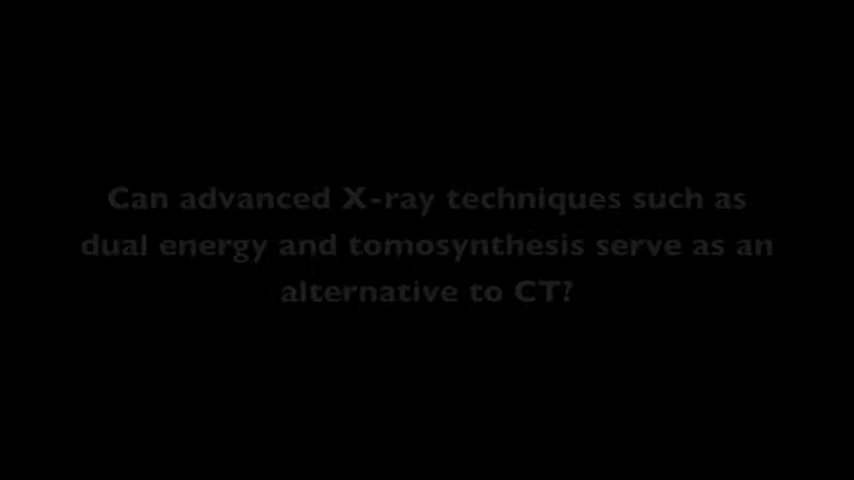 Can advanced X-ray techniques such as
dual energy and tomosynthesis serve as an
alternative to CT?